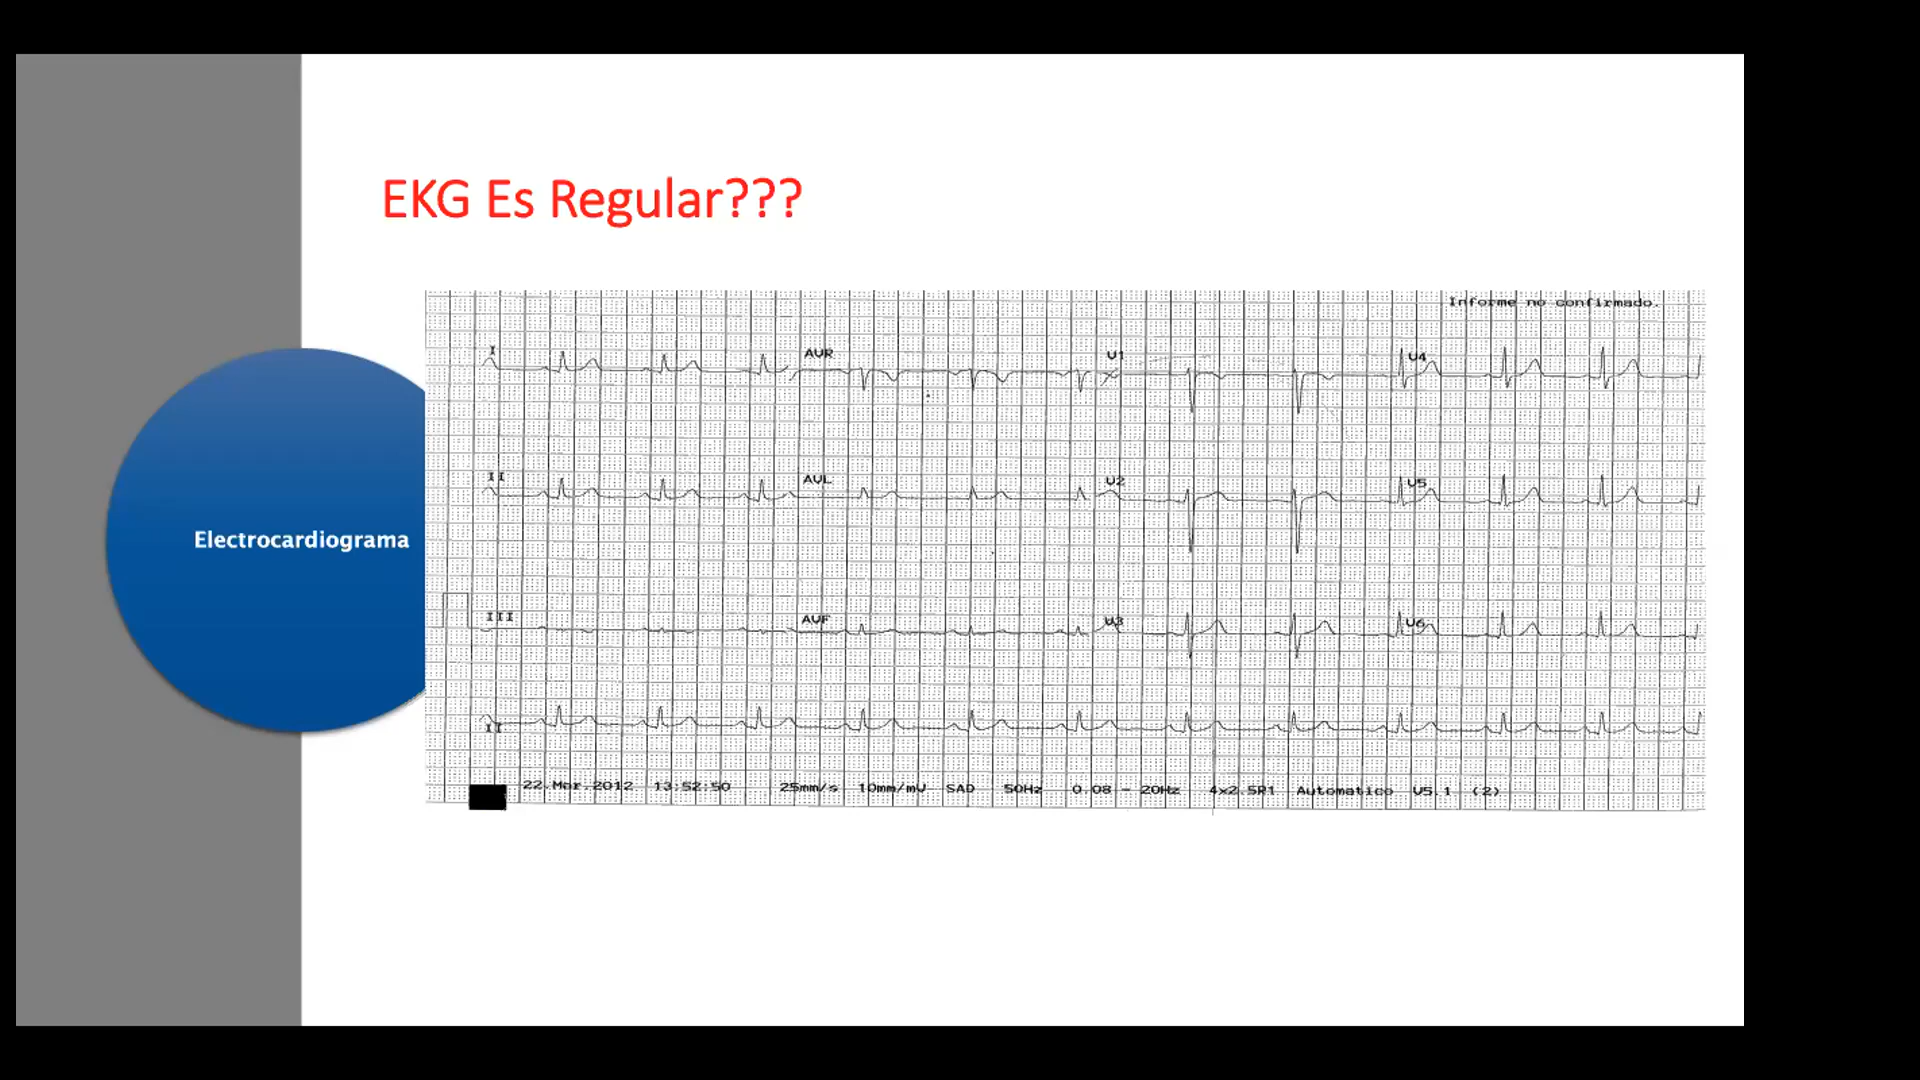 EKG Es Regular???
Electrocardiograma
Informe no confirmado.
I AVR V1 V4
II AVL V2 V5
III AVF V3 V6
II
22.Mar.2012 13:52:50 25mm/s 10mm/mV SAD 50Hz 0.08 - 20Hz 4x2.5R1 Automatico V5.1 (2)